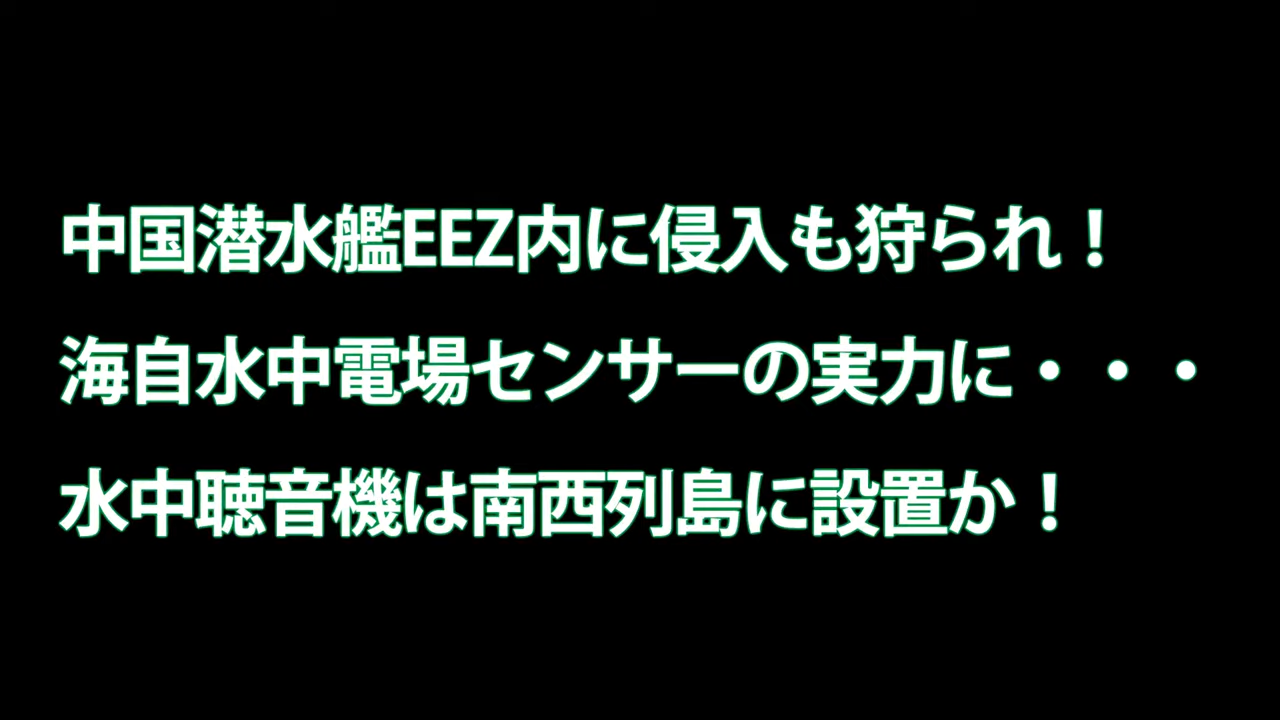 中国潜水艦EEZ内に侵入も狩られ！
海自水中電場センサーの実力に・・・
水中聴音機は南西列島に設置か！